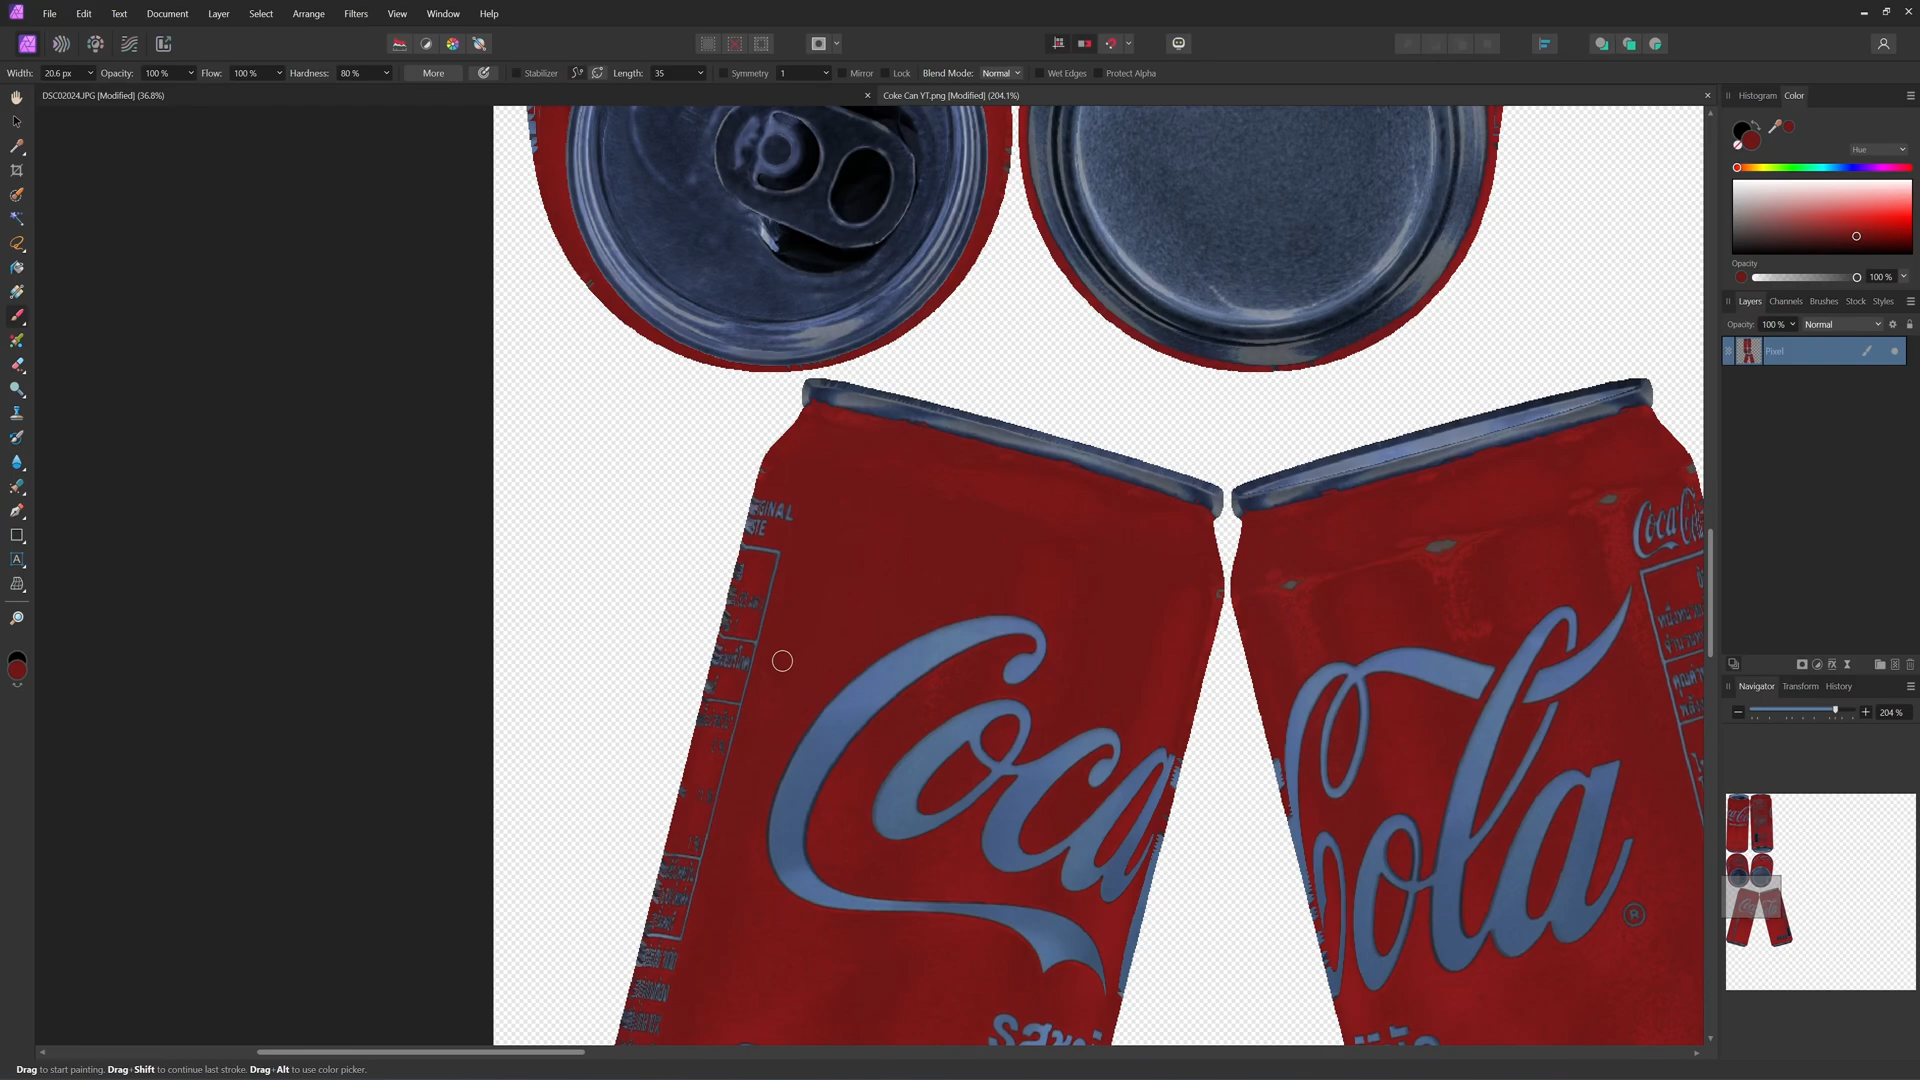 File Edit Text Document Layer Select Arrange Filters View Window Help
Width: 20.6 px Opacity: 100 % Flow: 100 % Hardness: 80 % More Stabilizer Length: 35 Symmetry 1 Mirror Lock Blend Mode: Normal Wet Edges Protect Alpha
DSC02024.JPG [Modified] (36.8%)
Coke Can YT.png [Modified] (204.1%)
Histogram Color
Hue
Opacity
100 %
Layers Channels Brushes Stock Styles
Opacity: 100 % Normal
Pixel
Navigator Transform History
204 %
Coca
Cola
®
Drag to start painting. Drag+Shift to continue last stroke. Drag+Alt to use color picker.